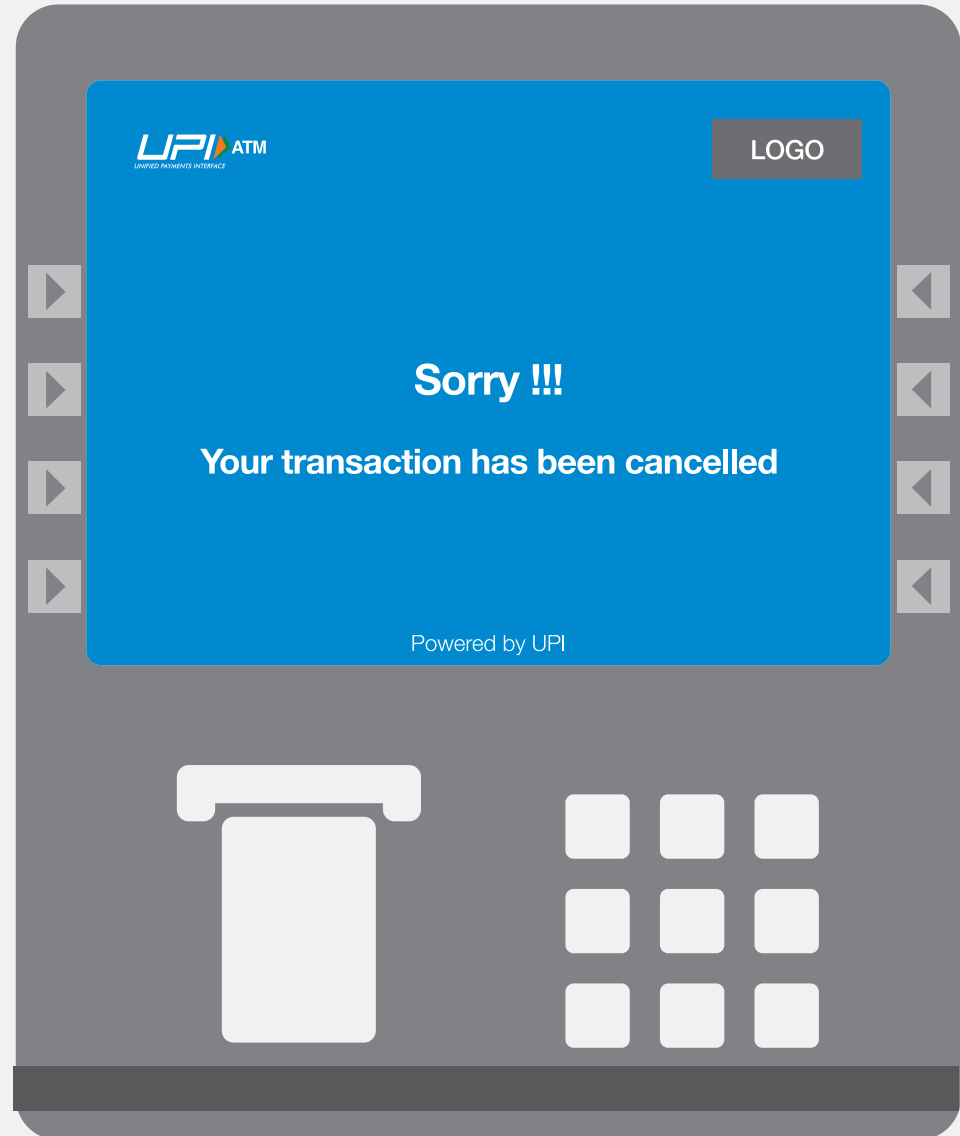 UPI ATM
UNIFIED PAYMENTS INTERFACE
LOGO
Sorry !!!
Your transaction has been cancelled
Powered by UPI